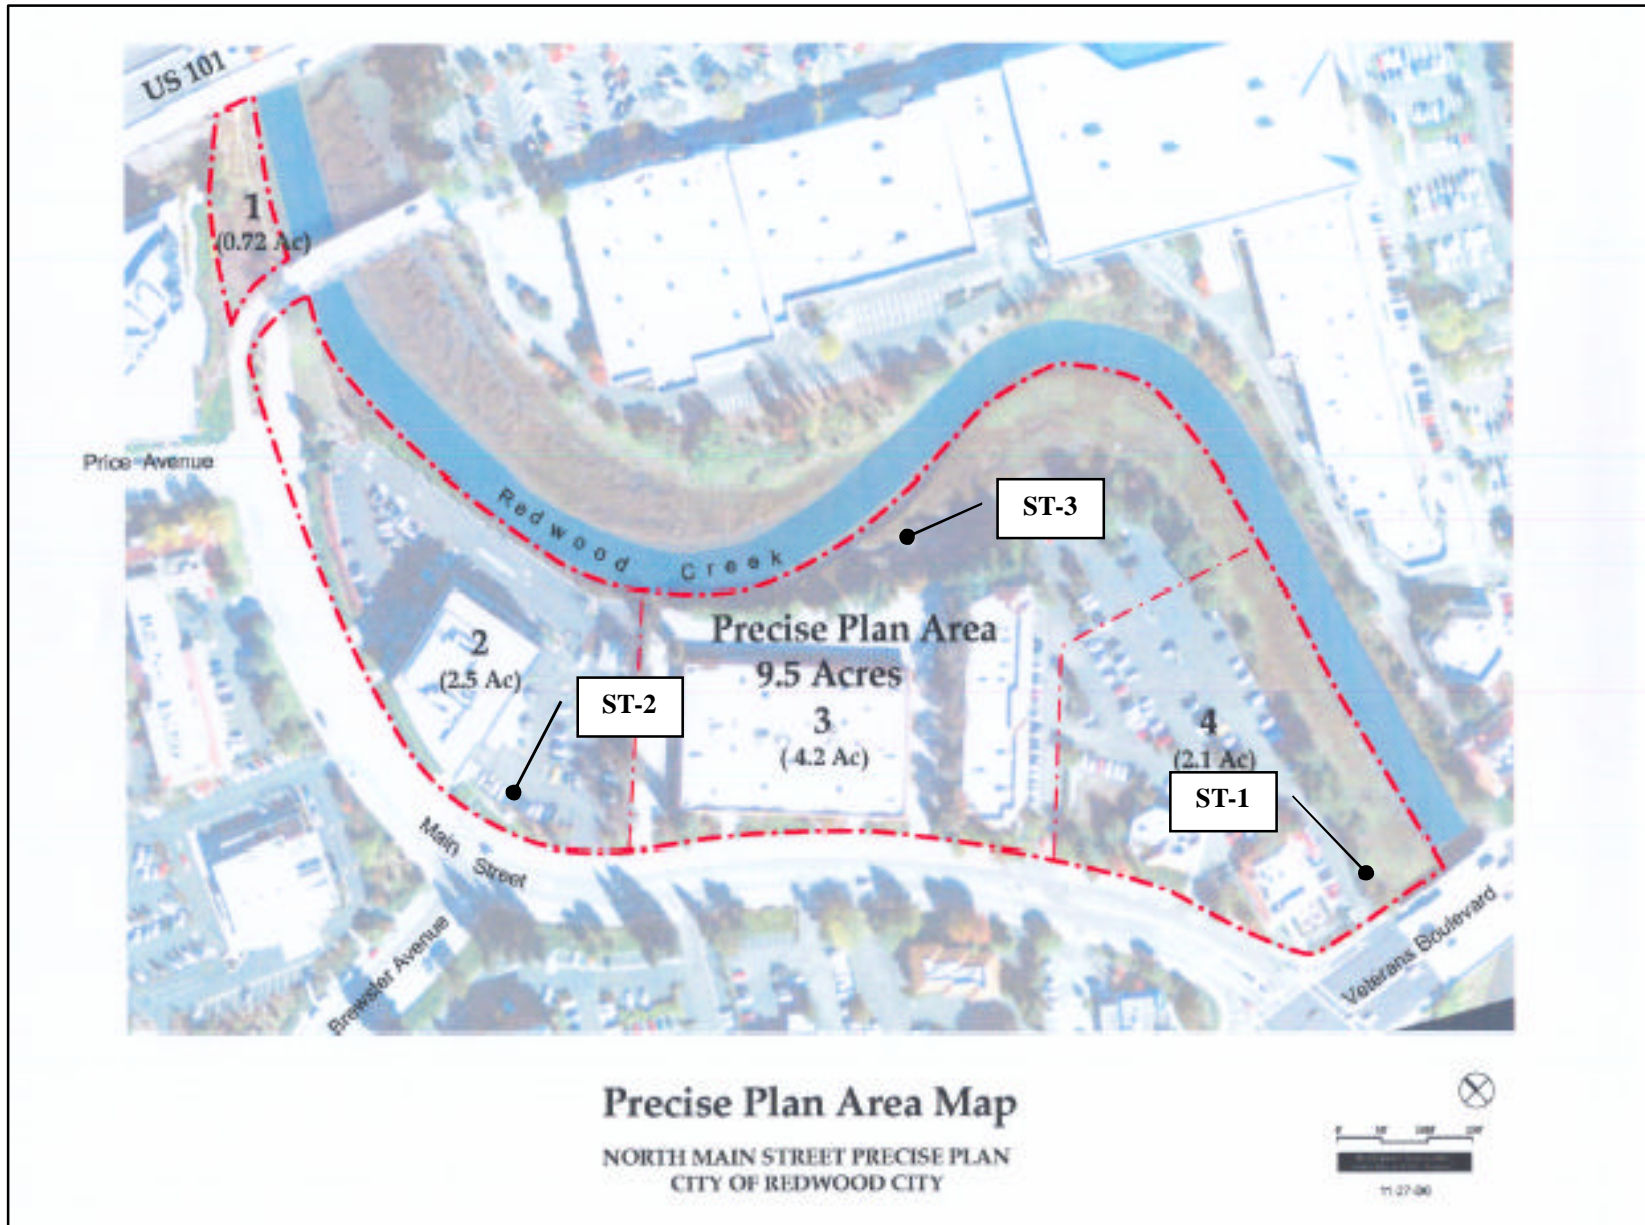 US 101
1
(0.72 Ac)
Price Avenue
Redwood Creek
ST-3
Precise Plan Area
9.5 Acres
2
(2.5 Ac)
ST-2
3
(4.2 Ac)
4
(2.1 Ac)
ST-1
Main Street
Brewster Avenue
Veterans Boulevard
Precise Plan Area Map
NORTH MAIN STREET PRECISE PLAN
CITY OF REDWOOD CITY